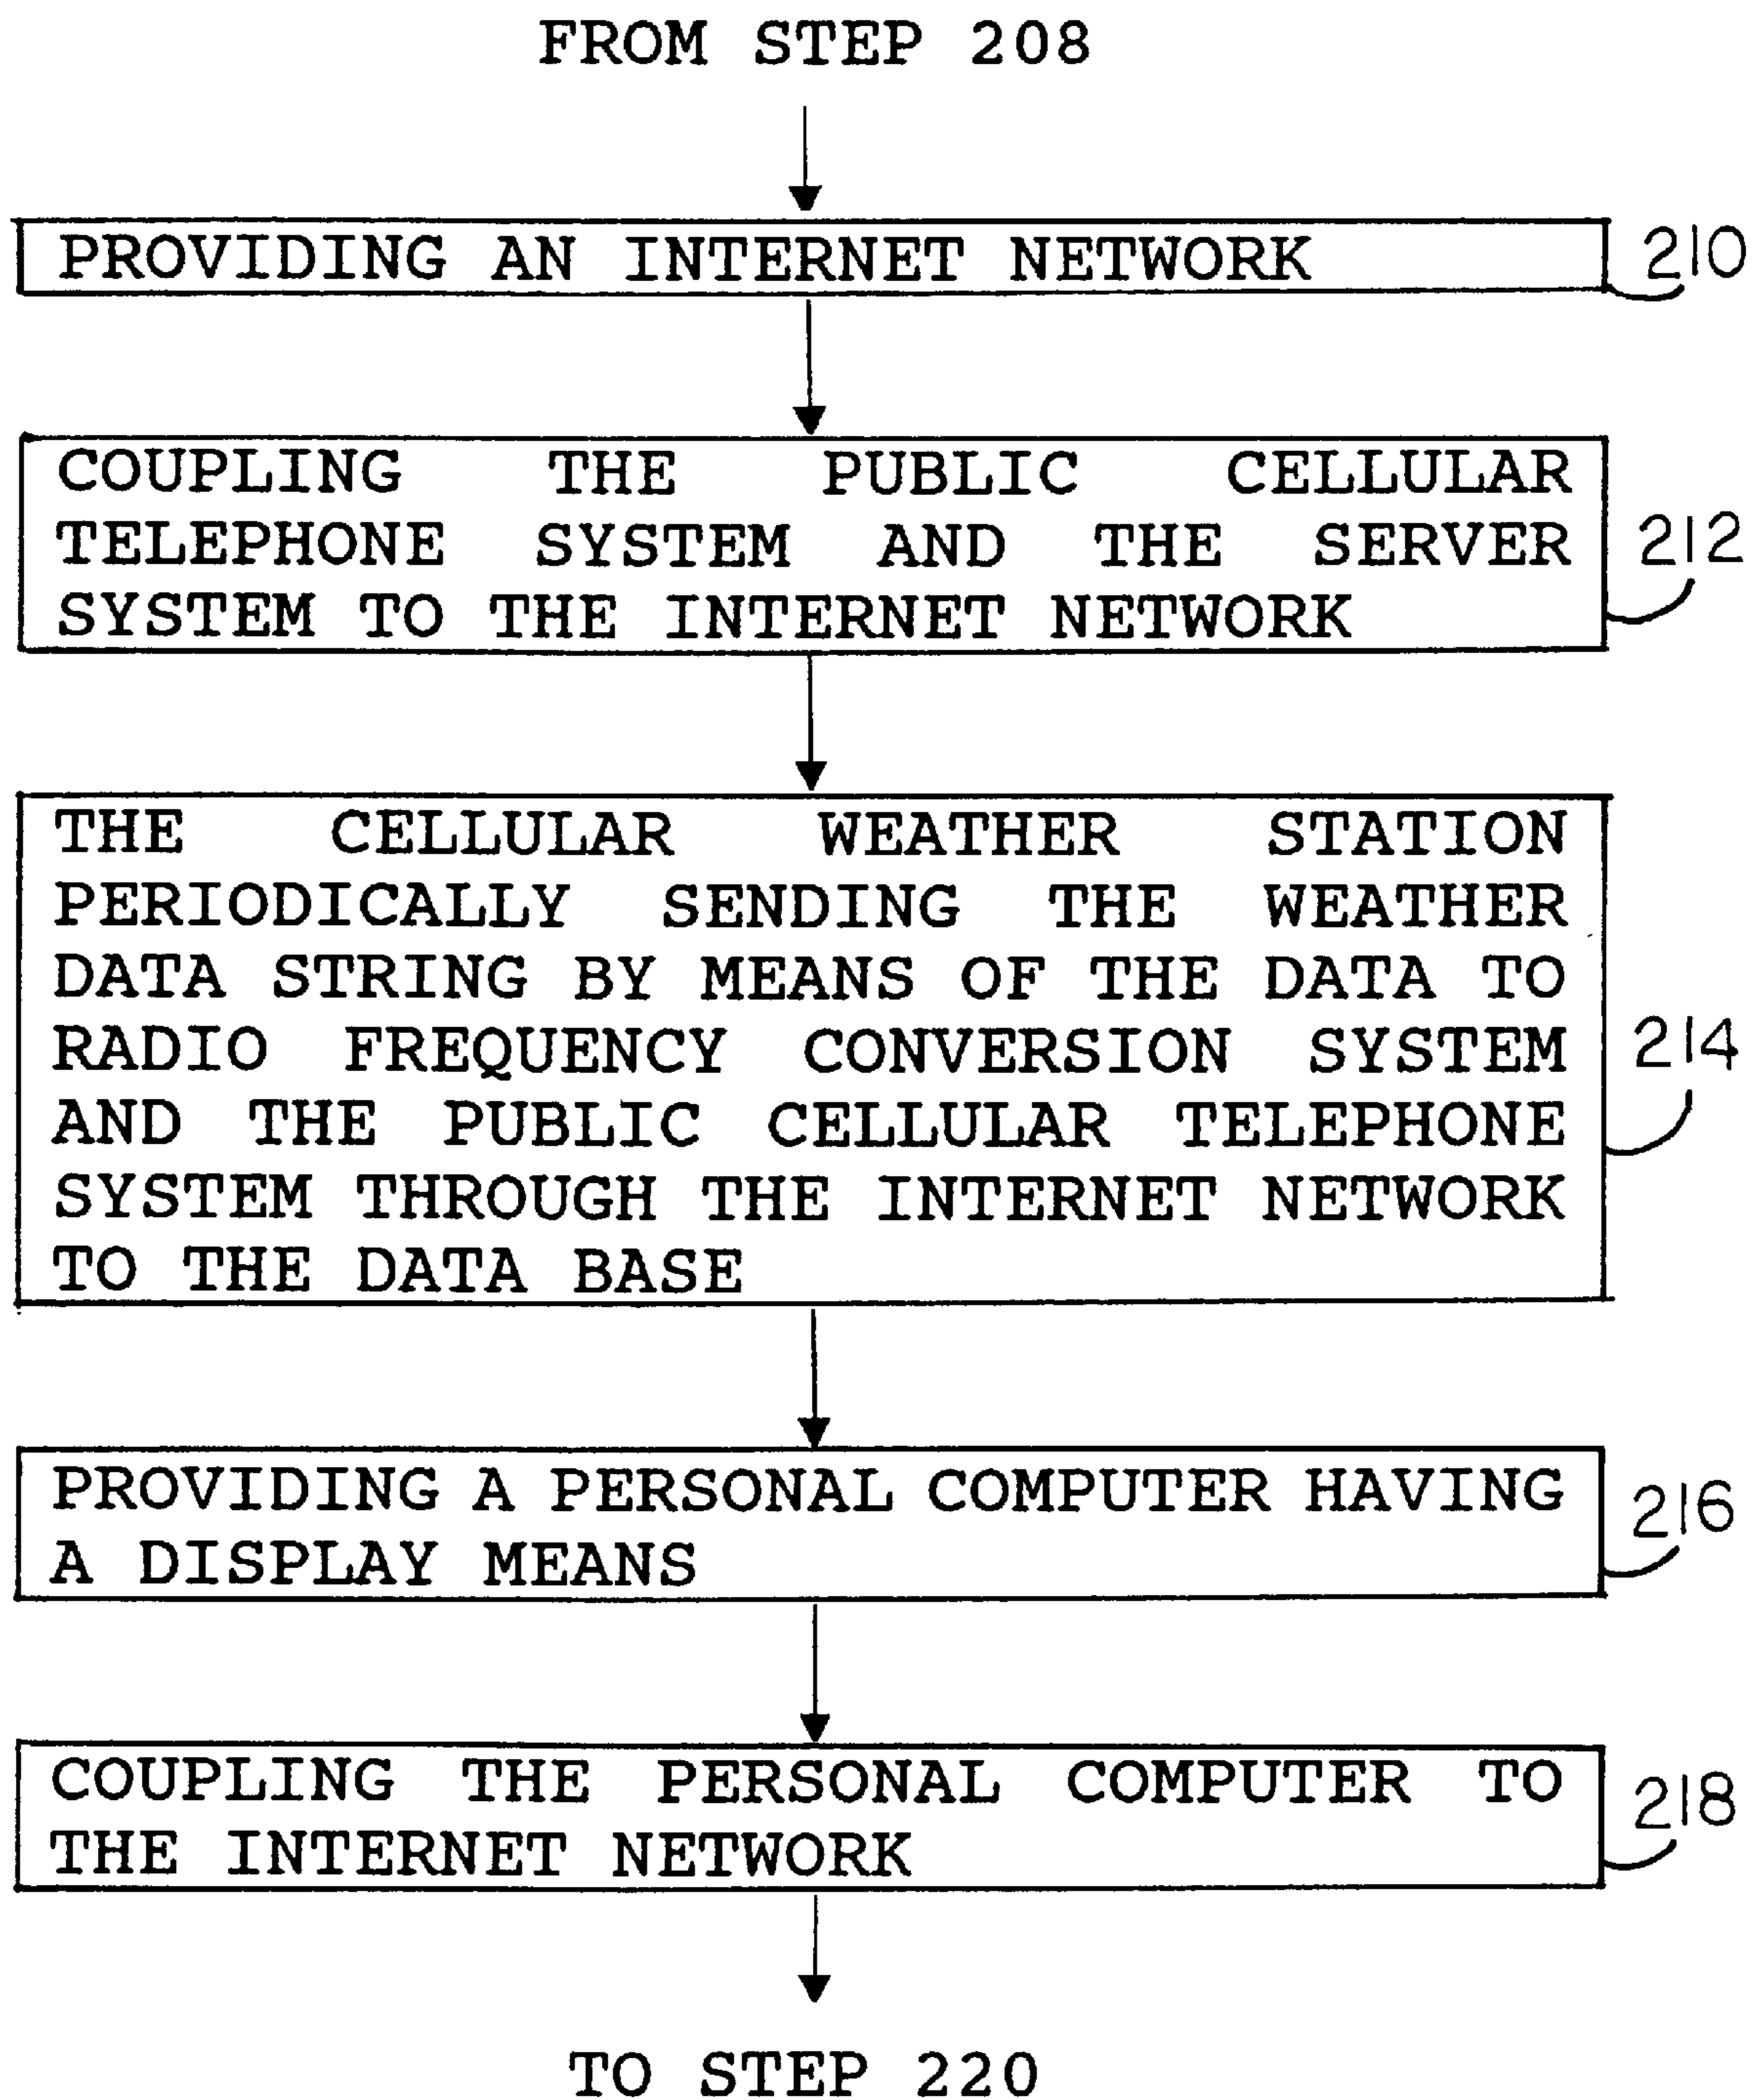 FROM STEP 208
PROVIDING AN INTERNET NETWORK
210
COUPLING THE PUBLIC CELLULAR
TELEPHONE SYSTEM AND THE SERVER
SYSTEM TO THE INTERNET NETWORK
212
THE CELLULAR WEATHER STATION
PERIODICALLY SENDING THE WEATHER
DATA STRING BY MEANS OF THE DATA TO
RADIO FREQUENCY CONVERSION SYSTEM
AND THE PUBLIC CELLULAR TELEPHONE
SYSTEM THROUGH THE INTERNET NETWORK
TO THE DATA BASE
214
PROVIDING A PERSONAL COMPUTER HAVING
A DISPLAY MEANS
216
COUPLING THE PERSONAL COMPUTER TO
THE INTERNET NETWORK
218
TO STEP 220